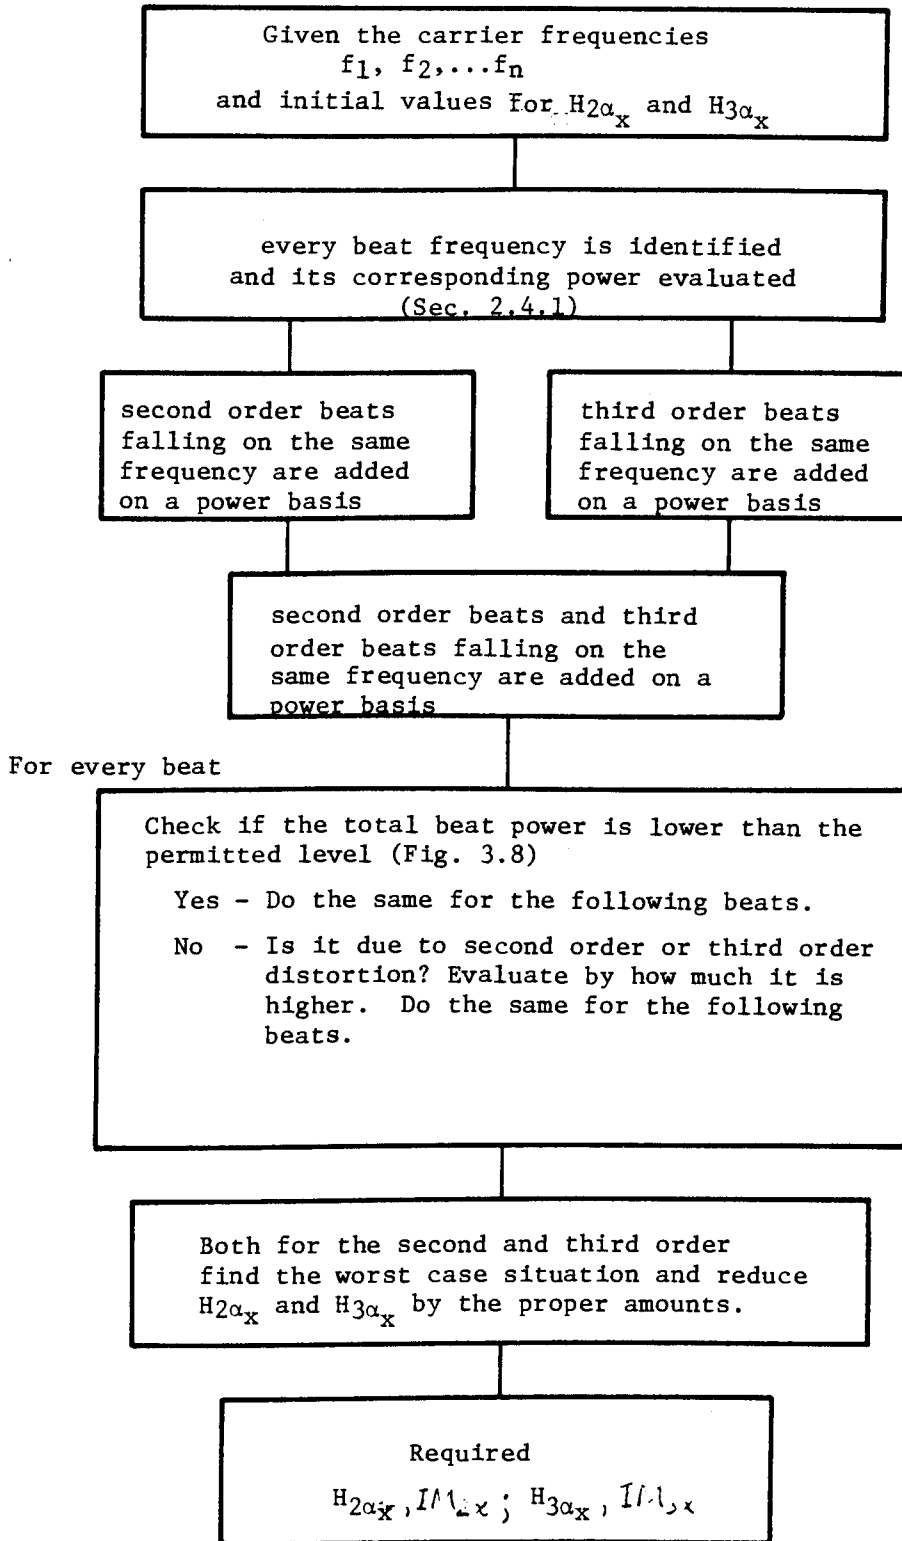 Given the carrier frequencies
f1, f2,...fn
and initial values for H2αx and H3αx
every beat frequency is identified
and its corresponding power evaluated
(Sec. 2.4.1)
second order beats
falling on the same
frequency are added
on a power basis
third order beats
falling on the same
frequency are added
on a power basis
second order beats and third
order beats falling on the
same frequency are added on a
power basis
For every beat
Check if the total beat power is lower than the
permitted level (Fig. 3.8)
Yes - Do the same for the following beats.
No - Is it due to second order or third order
distortion? Evaluate by how much it is
higher. Do the same for the following
beats.
Both for the second and third order
find the worst case situation and reduce
H2αx and H3αx by the proper amounts.
Required
H2αx, IM2x; H3αx, IM3x